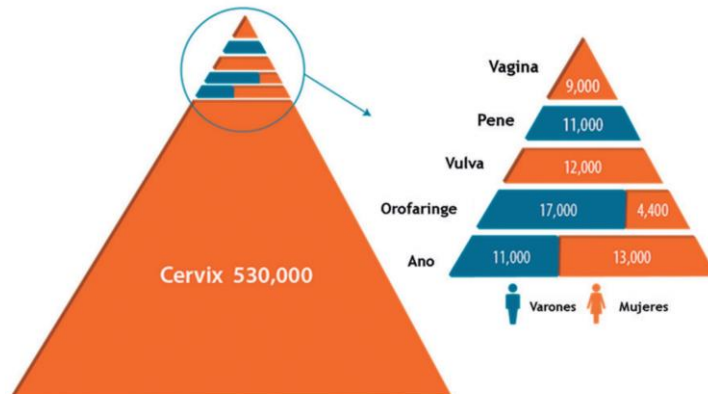 Vagina
9,000
Pene
11,000
Vulva
12,000
Orofaringe
17,000 4,400
Ano
11,000 13,000
Cervix 530,000
Varones Mujeres